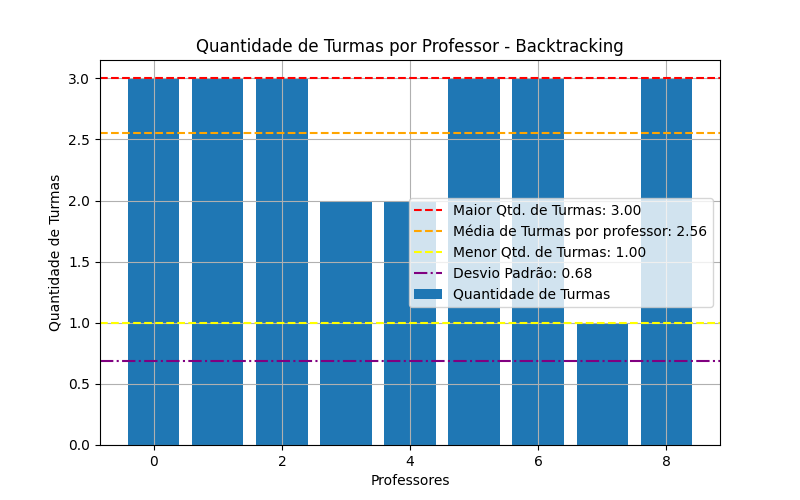 Quantidade de Turmas por Professor - Backtracking
Quantidade de Turmas
3.0
2.5
2.0
1.5
1.0
0.5
0.0
Maior Qtd. de Turmas: 3.00
Média de Turmas por professor: 2.56
Menor Qtd. de Turmas: 1.00
Desvio Padrão: 0.68
Quantidade de Turmas
0 2 4 6 8
Professores